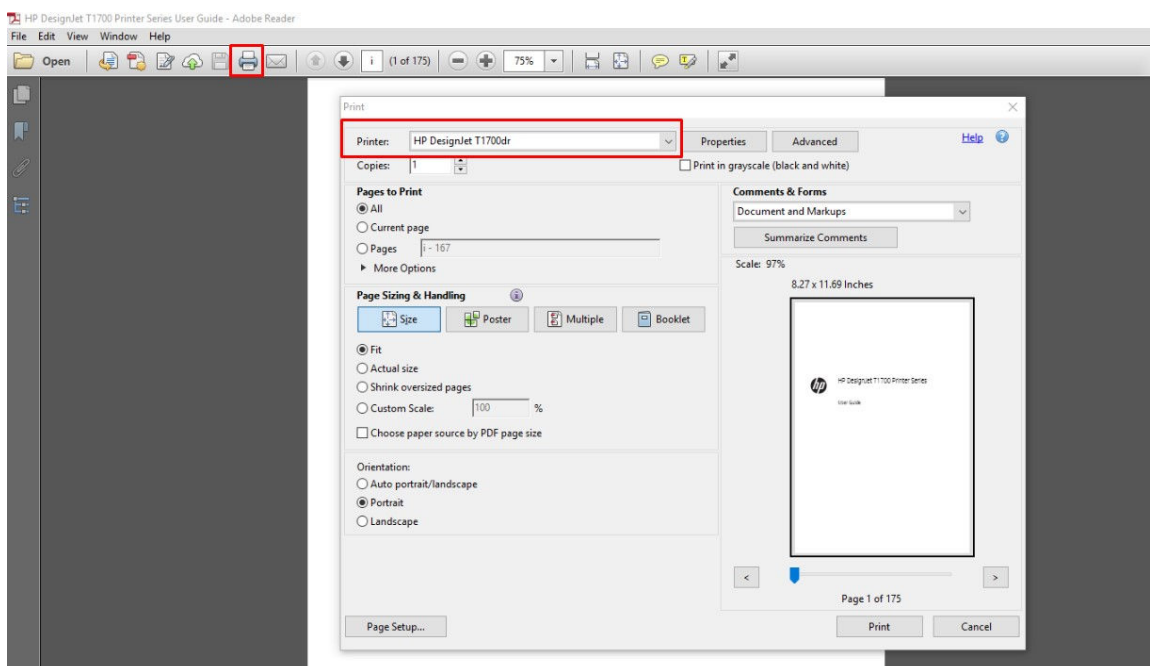 HP DesignJet T1700 Printer Series User Guide - Adobe Reader
File Edit View Window Help
Open i (1 of 175) 75%
Print
Printer: HP DesignJet T1700dr Properties Advanced Help
Copies: 1 Print in grayscale (black and white)
Pages to Print
All
Current page
Pages i - 167
More Options
Page Sizing & Handling
Size Poster Multiple Booklet
Fit
Actual size
Shrink oversized pages
Custom Scale: 100 %
Choose paper source by PDF page size
Orientation:
Auto portrait/landscape
Portrait
Landscape
Comments & Forms
Document and Markups
Summarize Comments
Scale: 97%
8.27 x 11.69 Inches
hp HP DesignJet T1700 Printer Series
User Guide
< >
Page 1 of 175
Page Setup... Print Cancel